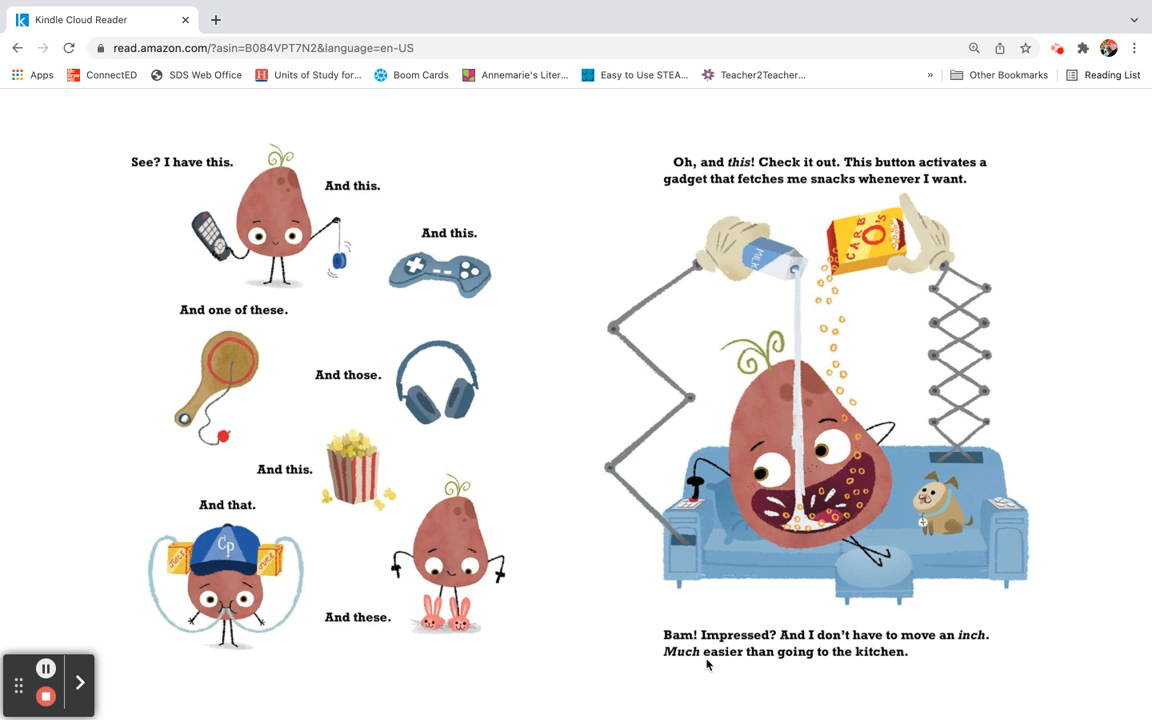 Kindle Cloud Reader
read.amazon.com/?asin=B084VPT7N2&language=en-US
Apps
ConnectED
SDS Web Office
Units of Study for...
Boom Cards
Annemarie's Liter...
Easy to Use STEA...
Teacher2Teacher...
»
Other Bookmarks
Reading List
See? I have this.
And this.
And this.
And one of these.
And those.
And this.
And that.
Cp
JUICE
JUICE
And these.
Oh, and this! Check it out. This button activates a
gadget that fetches me snacks whenever I want.
MILK
CARB
O's
Bam! Impressed? And I don't have to move an inch.
Much easier than going to the kitchen.